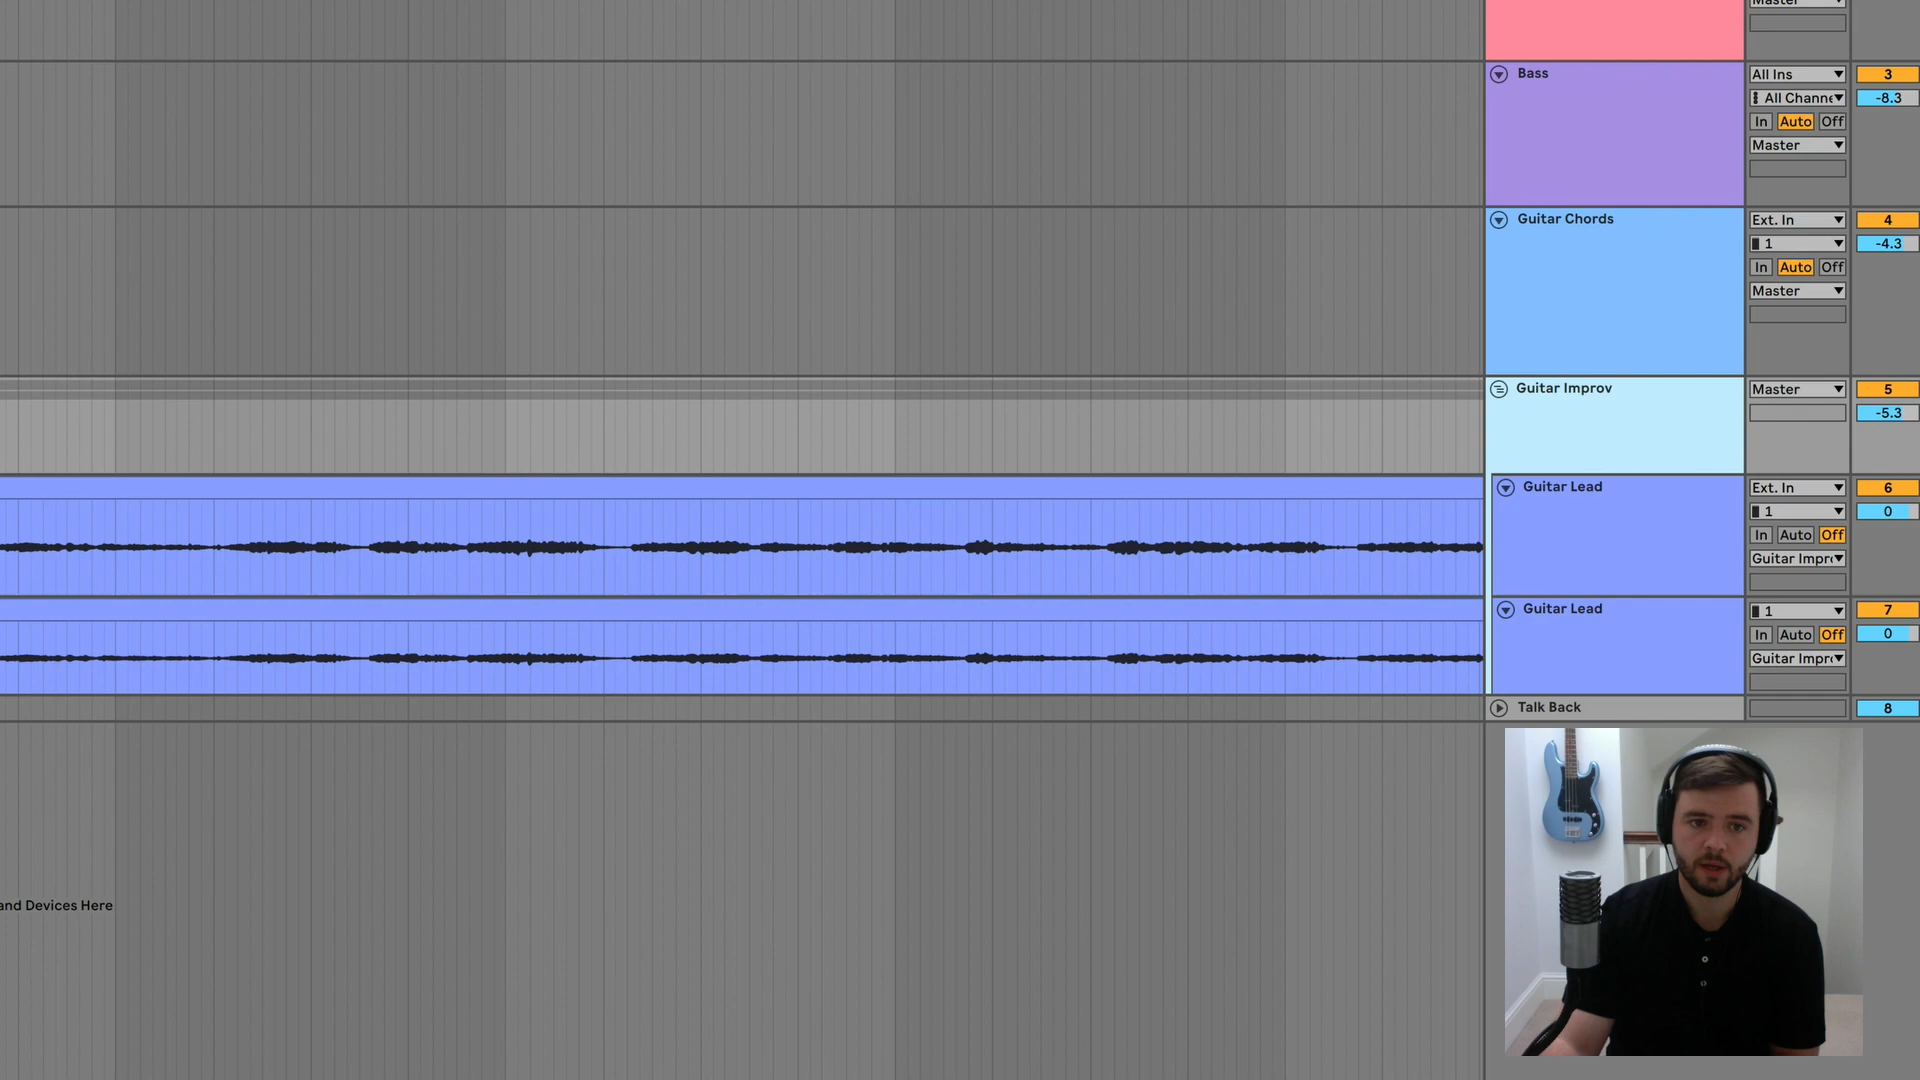 Master
Bass
All Ins
3
All Channe
-8.3
In Auto Off
Master
Guitar Chords
Ext. In
4
1
-4.3
In Auto Off
Master
Guitar Improv
Master
5
-5.3
Guitar Lead
Ext. In
6
1
0
In Auto Off
Guitar Impr
Guitar Lead
1
7
In Auto Off
0
Guitar Impr
Talk Back
8
and Devices Here